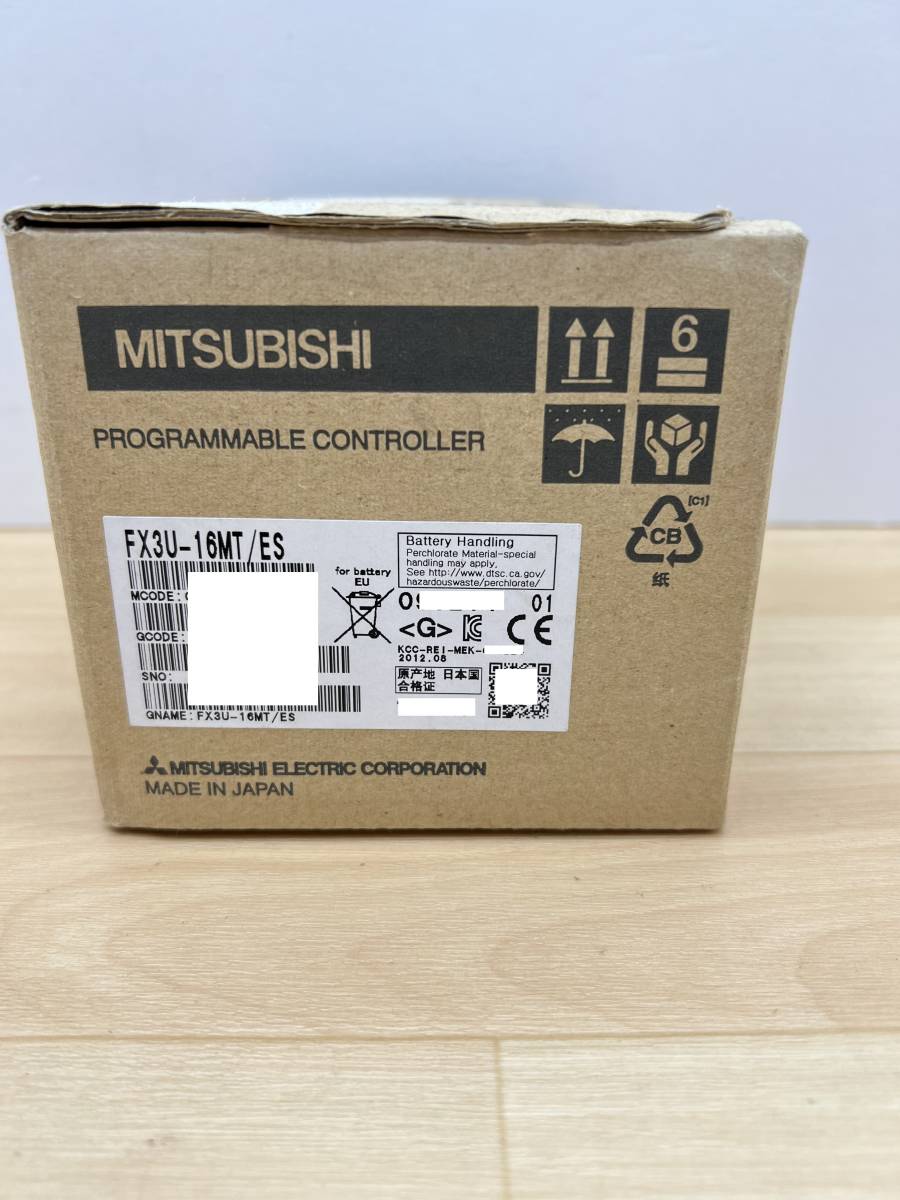 MITSUBISHI
6
PROGRAMMABLE CONTROLLER
[C1]
CB
纸
FX3U-16MT/ES
Battery Handling
Perchlorate Material-special
handling may apply.
See http://www.dtsc.ca.gov/
hazardouswaste/perchlorate/
for battery
EU
MCODE:
01
<G>
CE
GCODE:
KCC-REI-MEK-
2012.08
SNO:
原产地 日本国
合格证
GNAME:FX3U-16MT/ES
MITSUBISHI ELECTRIC CORPORATION
MADE IN JAPAN